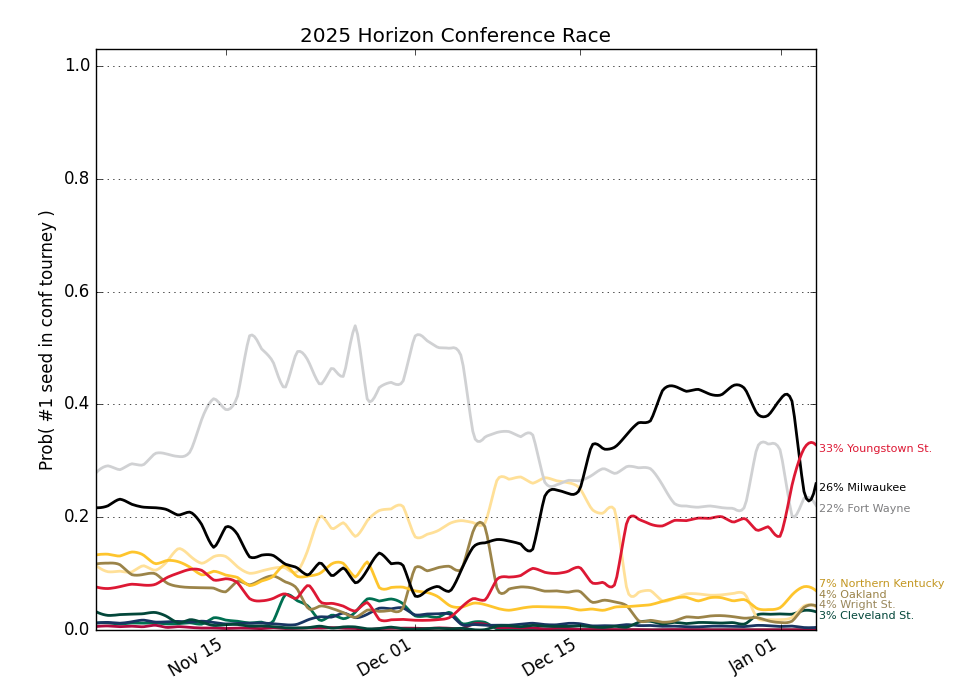 2025 Horizon Conference Race
Prob( #1 seed in conf tourney )
1.0
0.8
0.6
0.4
0.2
0.0
Nov 15
Dec 01
Dec 15
Jan 01
33% Youngstown St.
26% Milwaukee
22% Fort Wayne
7% Northern Kentucky
4% Oakland
4% Wright St.
3% Cleveland St.